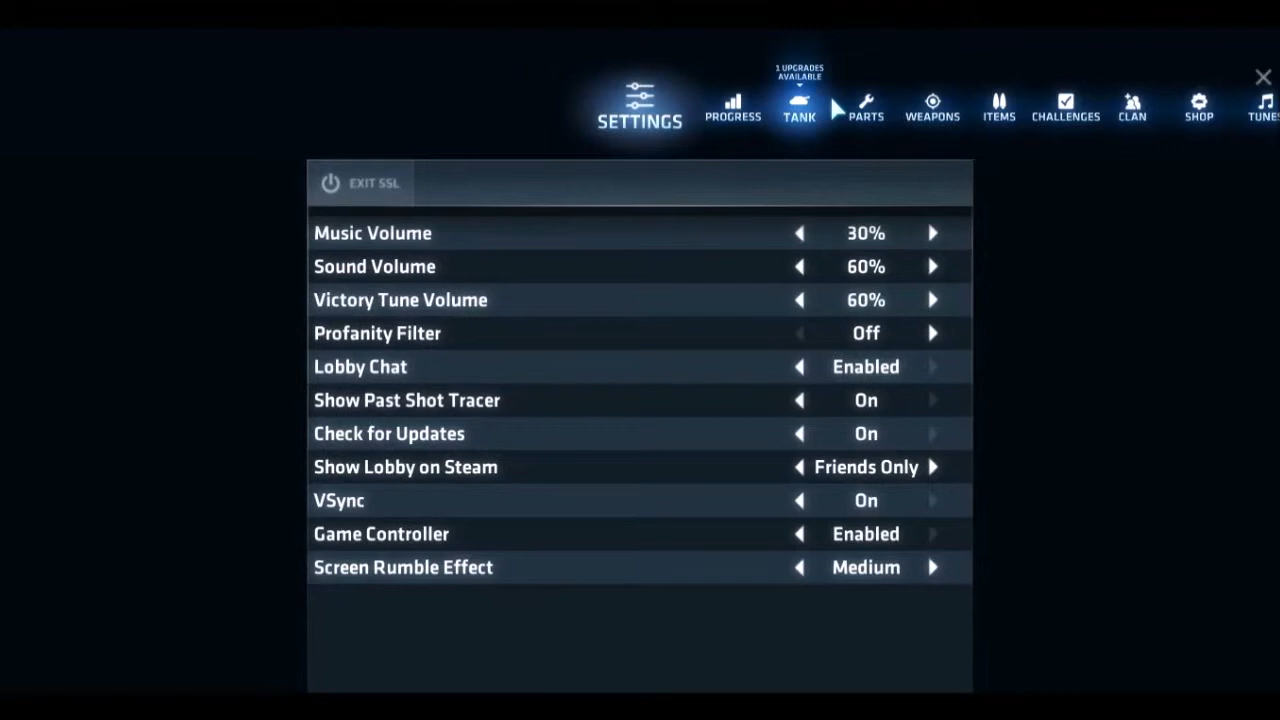 1 UPGRADES
AVAILABLE
SETTINGS
PROGRESS
TANK
PARTS
WEAPONS
ITEMS
CHALLENGES
CLAN
SHOP
TUNES
EXIT SSL
Music Volume 30%
Sound Volume 60%
Victory Tune Volume 60%
Profanity Filter Off
Lobby Chat Enabled
Show Past Shot Tracer On
Check for Updates On
Show Lobby on Steam Friends Only
VSync On
Game Controller Enabled
Screen Rumble Effect Medium